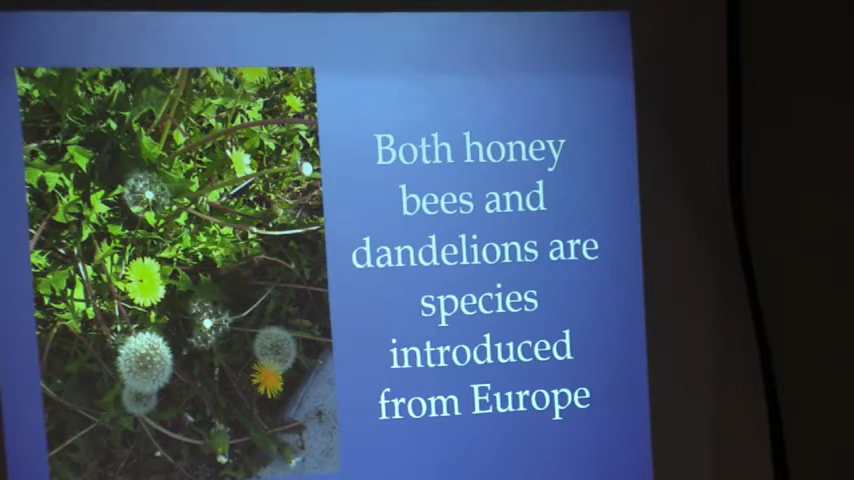 Both honey
bees and
dandelions are
species
introduced
from Europe